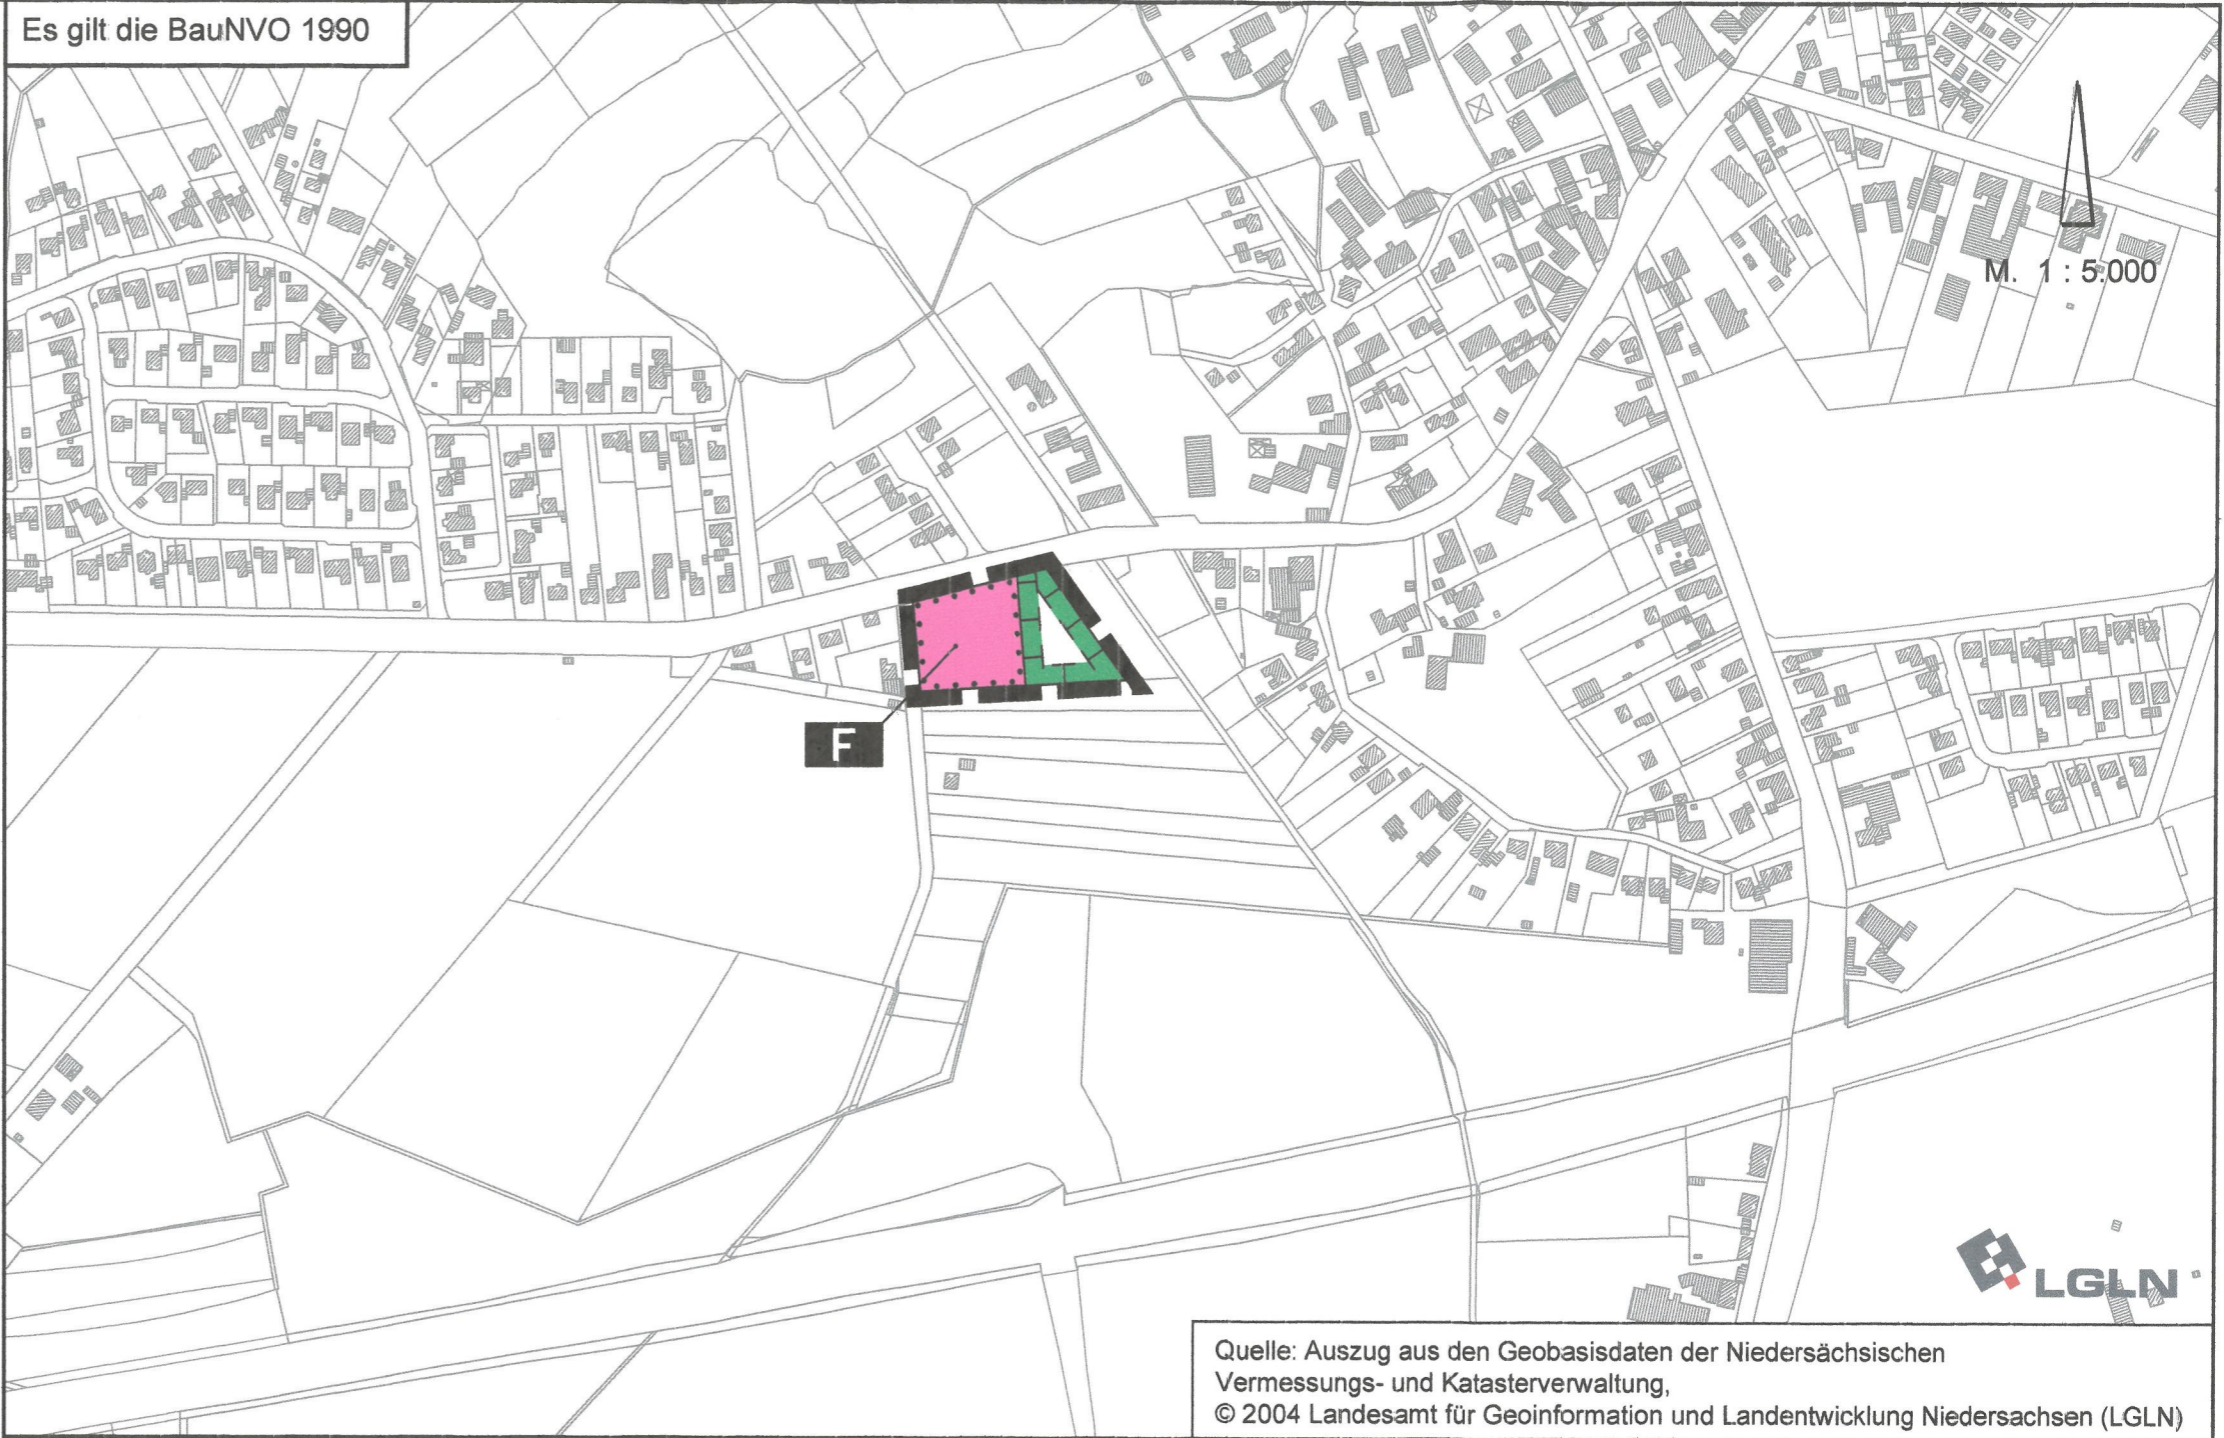 Es gilt die BauNVO 1990
M. 1 : 5.000
F
LGLN
Quelle: Auszug aus den Geobasisdaten der Niedersächsischen
Vermessungs- und Katasterverwaltung,
© 2004 Landesamt für Geoinformation und Landentwicklung Niedersachsen (LGLN)